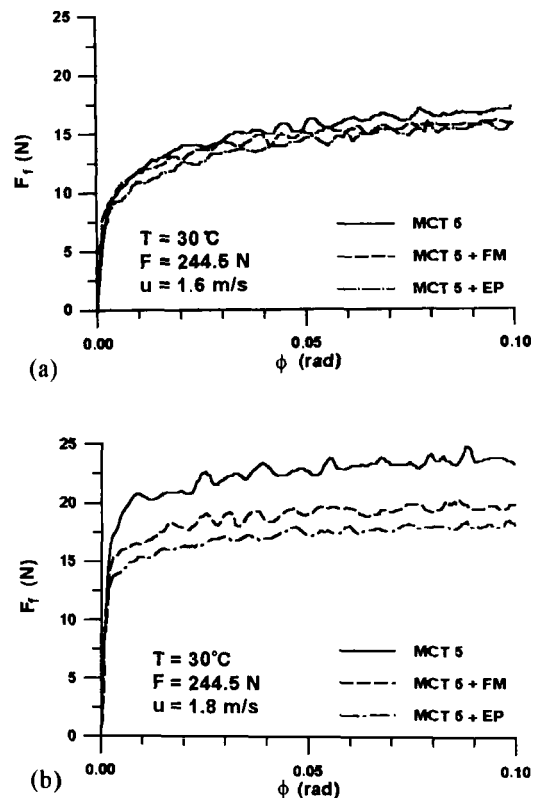 25
20
15
10
5
0
F_f (N)
T = 30℃
F = 244.5 N
u = 1.6 m/s
MCT 5
MCT 5 + FM
MCT 5 + EP
0.00
0.05
0.10
ϕ (rad)
(a)
25
20
15
10
5
0
F_f (N)
T = 30°C
F = 244.5 N
u = 1.8 m/s
MCT 5
MCT 5 + FM
MCT 5 + EP
0.00
0.05
0.10
ϕ (rad)
(b)